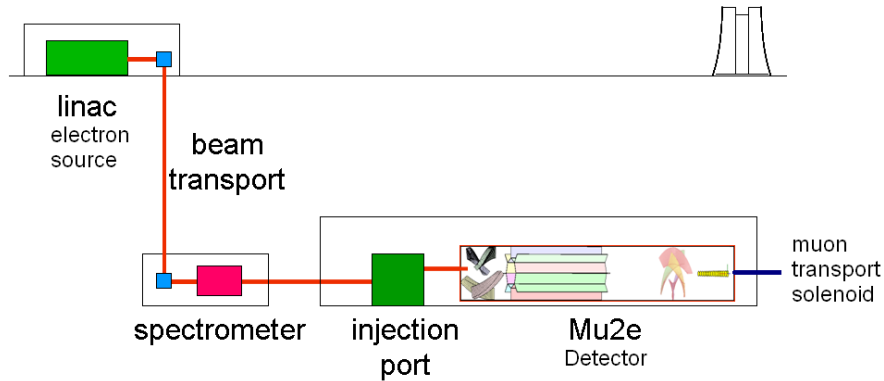 linac
electron
source
beam
transport
spectrometer
injection
port
Mu2e
Detector
muon
transport
solenoid